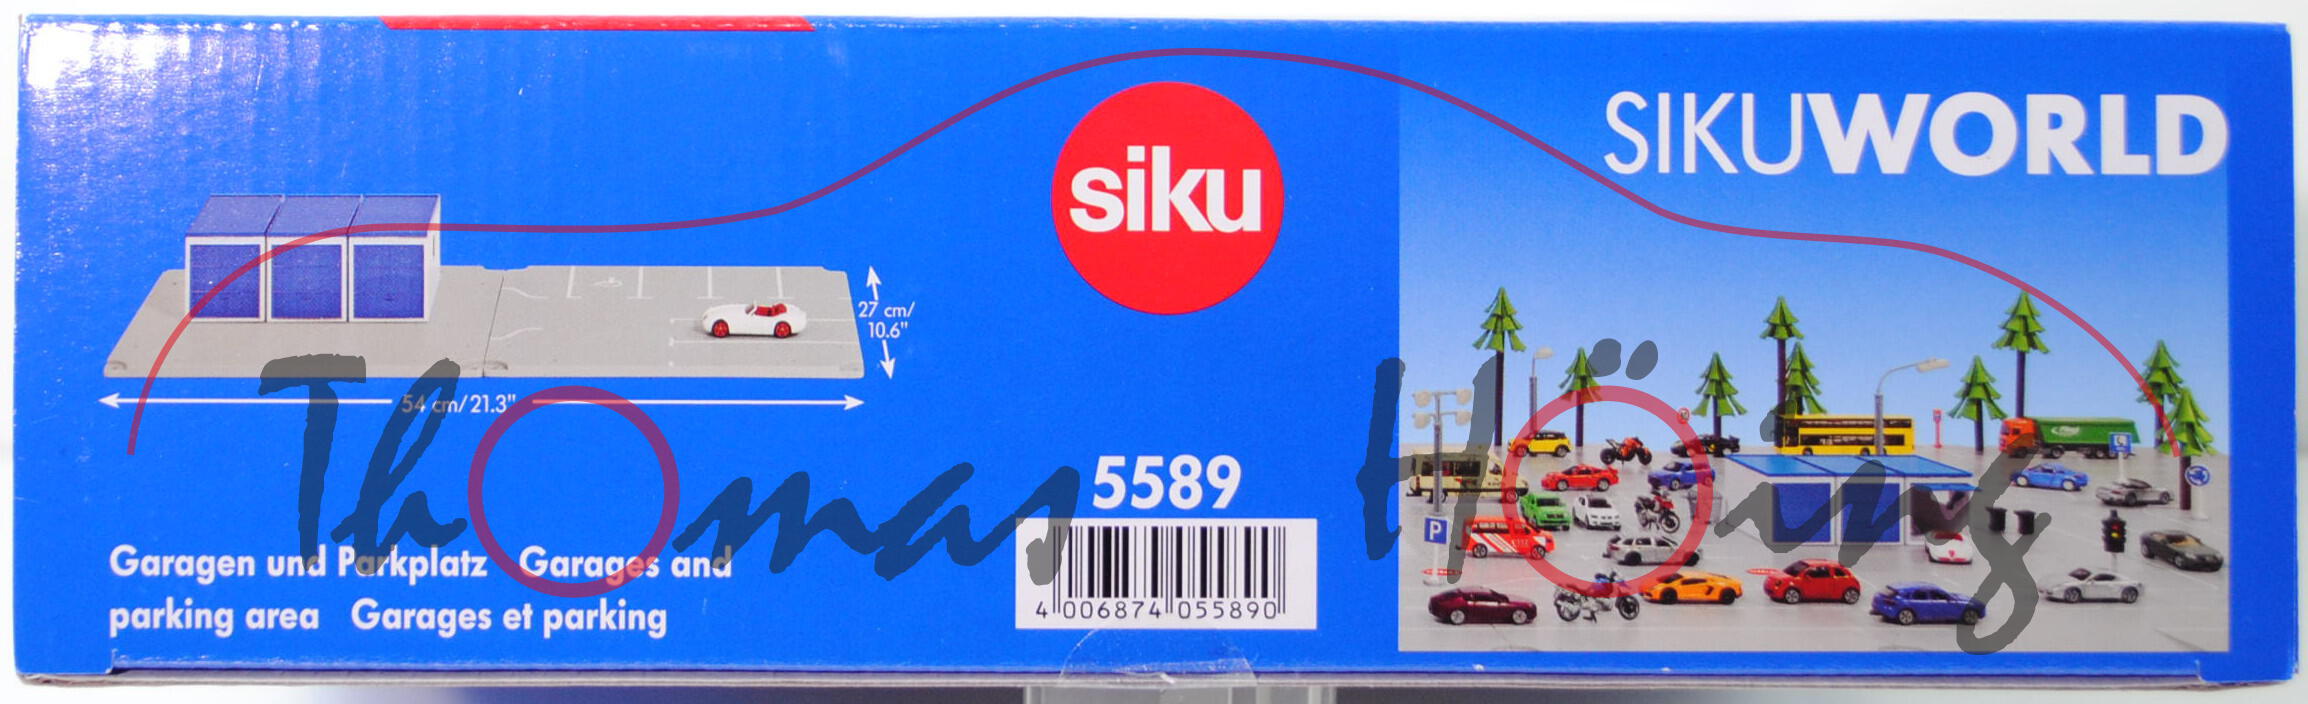 SIKUWORLD
siku
27 cm/
10.6"
54 cm/21.3"
Thomas Höing
5589
Garagen und Parkplatz Garages and
parking area Garages et parking
4 006874 055890
P